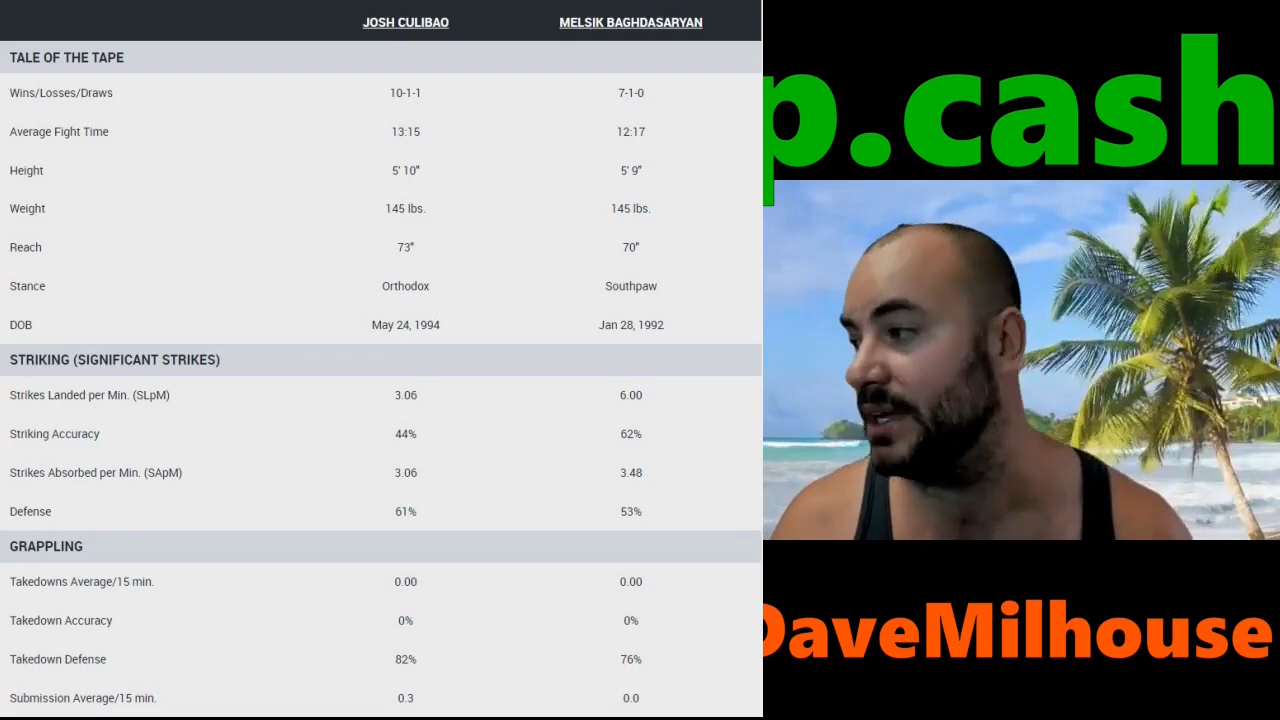 JOSH CULIBAO MELSIK BAGHDASARYAN
TALE OF THE TAPE
Wins/Losses/Draws 10-1-1 7-1-0
Average Fight Time 13:15 12:17
Height 5' 10" 5' 9"
Weight 145 lbs. 145 lbs.
Reach 73" 70"
Stance Orthodox Southpaw
DOB May 24, 1994 Jan 28, 1992
STRIKING (SIGNIFICANT STRIKES)
Strikes Landed per Min. (SLpM) 3.06 6.00
Striking Accuracy 44% 62%
Strikes Absorbed per Min. (SApM) 3.06 3.48
Defense 61% 53%
GRAPPLING
Takedowns Average/15 min. 0.00 0.00
Takedown Accuracy 0% 0%
Takedown Defense 82% 76%
Submission Average/15 min. 0.3 0.0
p.cash
DaveMilhouse